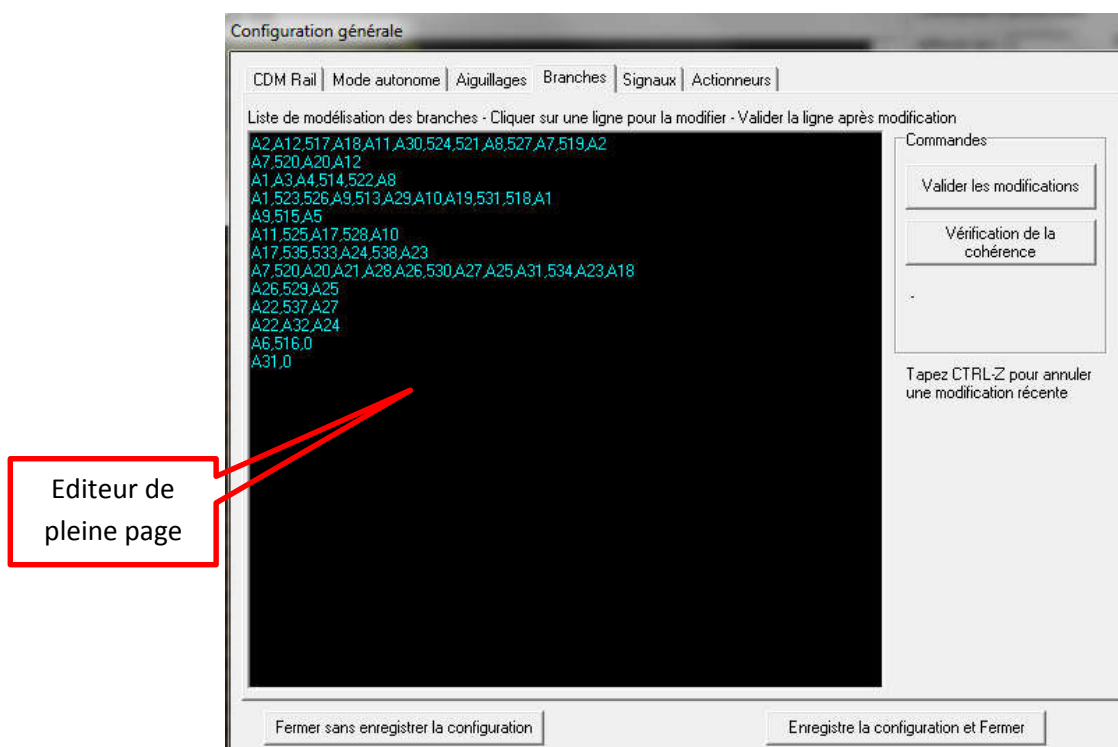 Configuration générale
CDM Rail Mode autonome Aiguillages Branches Signaux Actionneurs
Liste de modélisation des branches - Cliquer sur une ligne pour la modifier - Valider la ligne après modification
A2,A12,517,A18,A11,A30,524,521,A8,527,A7,519,A2
A7,520,A20,A12
A1,A3,A4,514,522,A8
A1,523,526,A9,513,A29,A10,A19,531,518,A1
A9,515,A5
A11,525,A17,528,A10
A17,535,533,A24,538,A23
A7,520,A20,A21,A28,A26,530,A27,A25,A31,534,A23,A18
A26,529,A25
A22,537,A27
A22,A32,A24
A6,516,0
A31,0
Commandes
Valider les modifications
Vérification de la
cohérence
-
Tapez CTRL-Z pour annuler
une modification récente
Editeur de
pleine page
Fermer sans enregistrer la configuration
Enregistre la configuration et Fermer